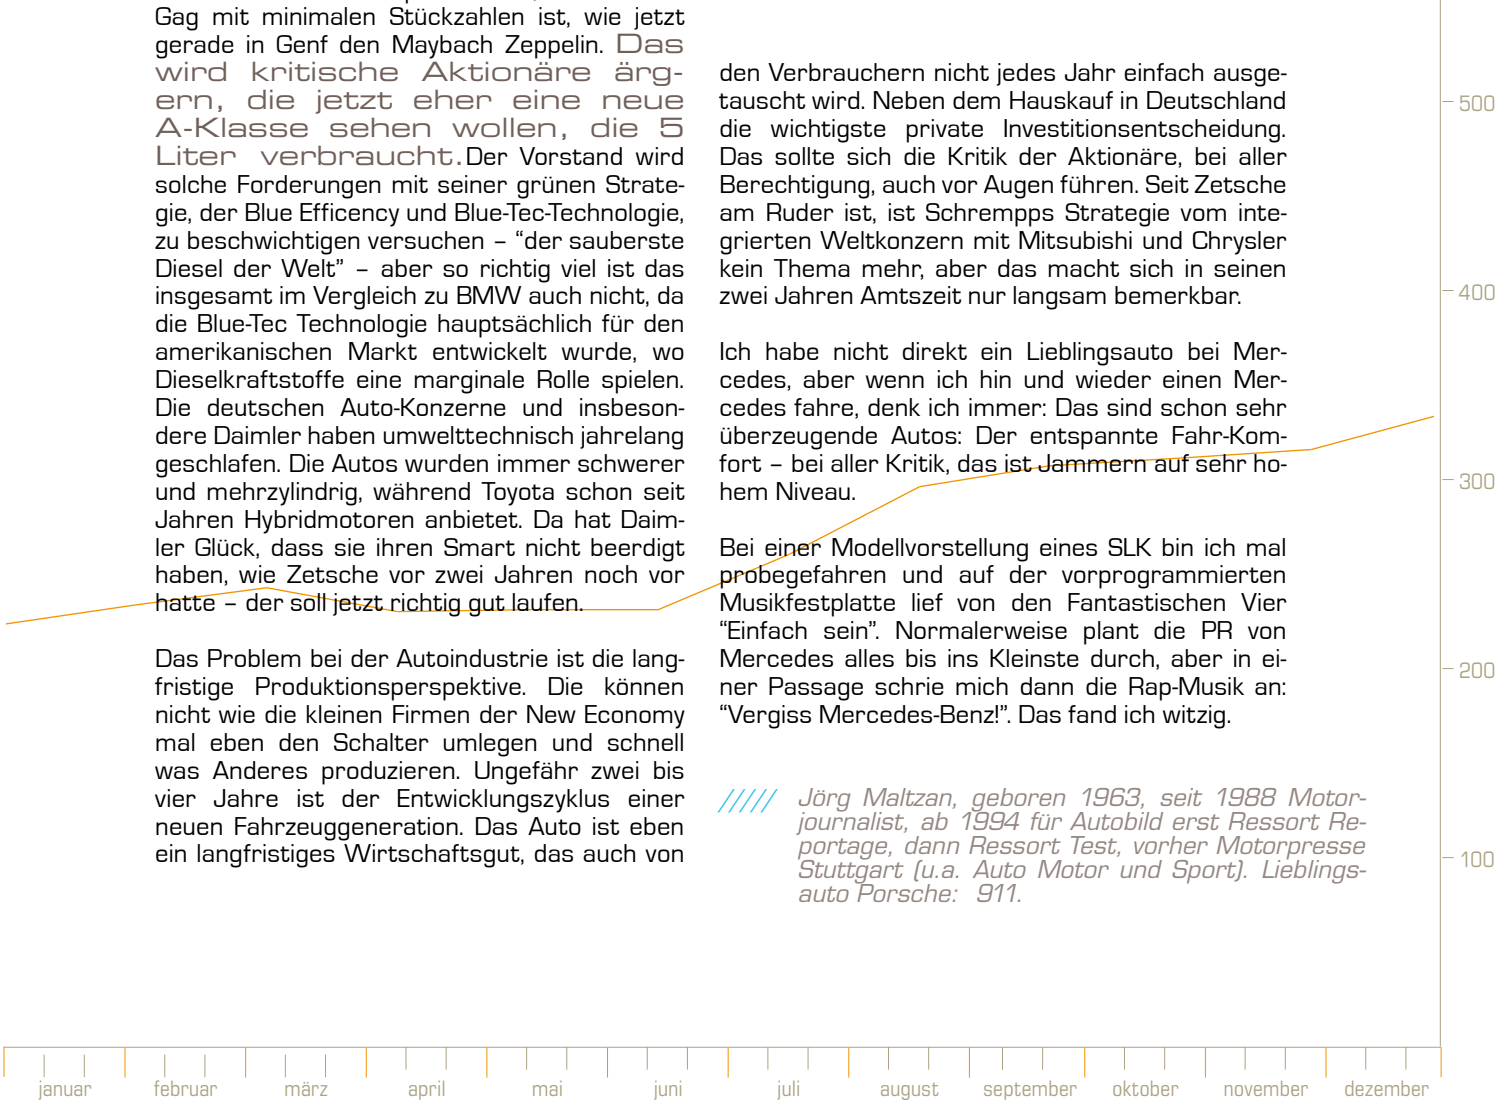 Gag mit minimalen Stückzahlen ist, wie jetzt
gerade in Genf den Maybach Zeppelin. Das
wird kritische Aktionäre ärg-
ern, die jetzt eher eine neue
A-Klasse sehen wollen, die 5
Liter verbraucht.Der Vorstand wird
solche Forderungen mit seiner grünen Strate-
gie, der Blue Efficency und Blue-Tec-Technologie,
zu beschwichtigen versuchen – “der sauberste
Diesel der Welt” – aber so richtig viel ist das
insgesamt im Vergleich zu BMW auch nicht, da
die Blue-Tec Technologie hauptsächlich für den
amerikanischen Markt entwickelt wurde, wo
Dieselkraftstoffe eine marginale Rolle spielen.
Die deutschen Auto-Konzerne und insbeson-
dere Daimler haben umwelttechnisch jahrelang
geschlafen. Die Autos wurden immer schwerer
und mehrzylindrig, während Toyota schon seit
Jahren Hybridmotoren anbietet. Da hat Daim-
ler Glück, dass sie ihren Smart nicht beerdigt
haben, wie Zetsche vor zwei Jahren noch vor
hatte – der soll jetzt richtig gut laufen.
Das Problem bei der Autoindustrie ist die lang-
fristige Produktionsperspektive. Die können
nicht wie die kleinen Firmen der New Economy
mal eben den Schalter umlegen und schnell
was Anderes produzieren. Ungefähr zwei bis
vier Jahre ist der Entwicklungszyklus einer
neuen Fahrzeuggeneration. Das Auto ist eben
ein langfristiges Wirtschaftsgut, das auch von
den Verbrauchern nicht jedes Jahr einfach ausge-
tauscht wird. Neben dem Hauskauf in Deutschland
die wichtigste private Investitionsentscheidung.
Das sollte sich die Kritik der Aktionäre, bei aller
Berechtigung, auch vor Augen führen. Seit Zetsche
am Ruder ist, ist Schrempps Strategie vom inte-
grierten Weltkonzern mit Mitsubishi und Chrysler
kein Thema mehr, aber das macht sich in seinen
zwei Jahren Amtszeit nur langsam bemerkbar.
Ich habe nicht direkt ein Lieblingsauto bei Mer-
cedes, aber wenn ich hin und wieder einen Mer-
cedes fahre, denk ich immer: Das sind schon sehr
überzeugende Autos: Der entspannte Fahr-Kom-
fort – bei aller Kritik, das ist Jammern auf sehr ho-
hem Niveau.
Bei einer Modellvorstellung eines SLK bin ich mal
probegefahren und auf der vorprogrammierten
Musikfestplatte lief von den Fantastischen Vier
“Einfach sein”. Normalerweise plant die PR von
Mercedes alles bis ins Kleinste durch, aber in ei-
ner Passage schrie mich dann die Rap-Musik an:
“Vergiss Mercedes-Benz!”. Das fand ich witzig.
///// Jörg Maltzan, geboren 1963, seit 1988 Motor-
journalist, ab 1994 für Autobild erst Ressort Re-
portage, dann Ressort Test, vorher Motorpresse
Stuttgart (u.a. Auto Motor und Sport). Lieblings-
auto Porsche: 911.
500
400
300
200
100
januar februar märz april mai juni juli august september oktober november dezember